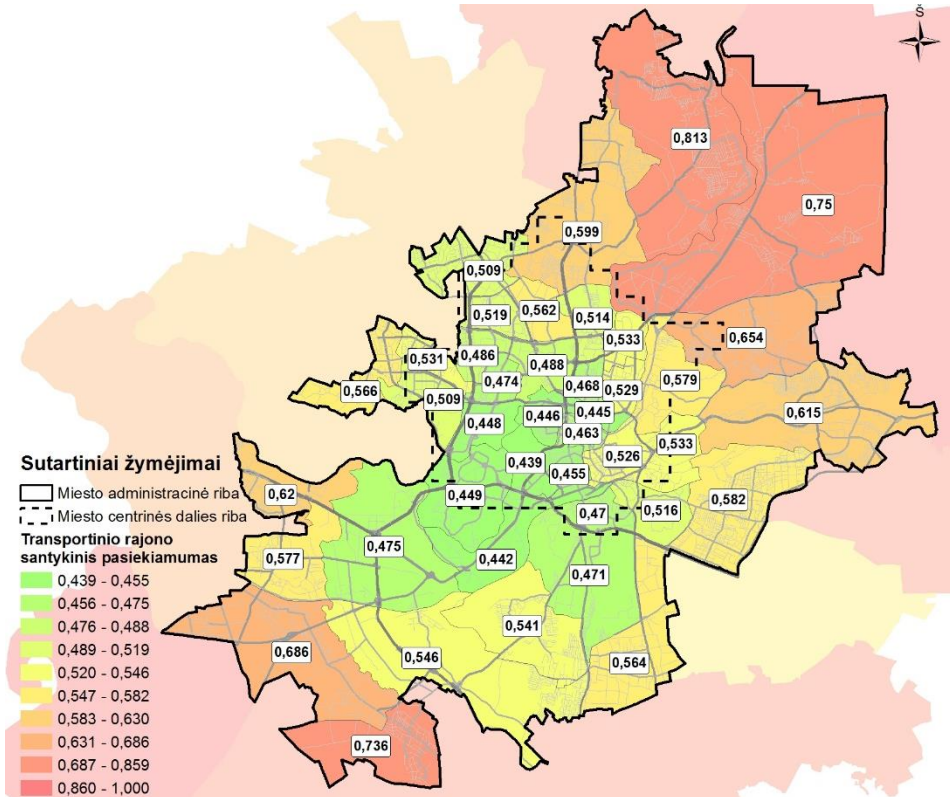 Š
0,813
0,75
0,599
0,509
0,519
0,562
0,514
0,533
0,654
0,531
0,486
0,488
0,579
0,566
0,474
0,468
0,529
0,509
0,446
0,445
0,615
0,448
0,463
0,533
0,439
0,455
0,526
0,449
0,582
0,62
0,47
0,516
0,475
0,577
0,442
0,471
0,541
0,686
0,546
0,564
0,736
Sutartiniai žymėjimai
Miesto administracinė riba
Miesto centrinės dalies riba
Transportinio rajono
santykinis pasiekiamumas
0,439 - 0,455
0,456 - 0,475
0,476 - 0,488
0,489 - 0,519
0,520 - 0,546
0,547 - 0,582
0,583 - 0,630
0,631 - 0,686
0,687 - 0,859
0,860 - 1,000